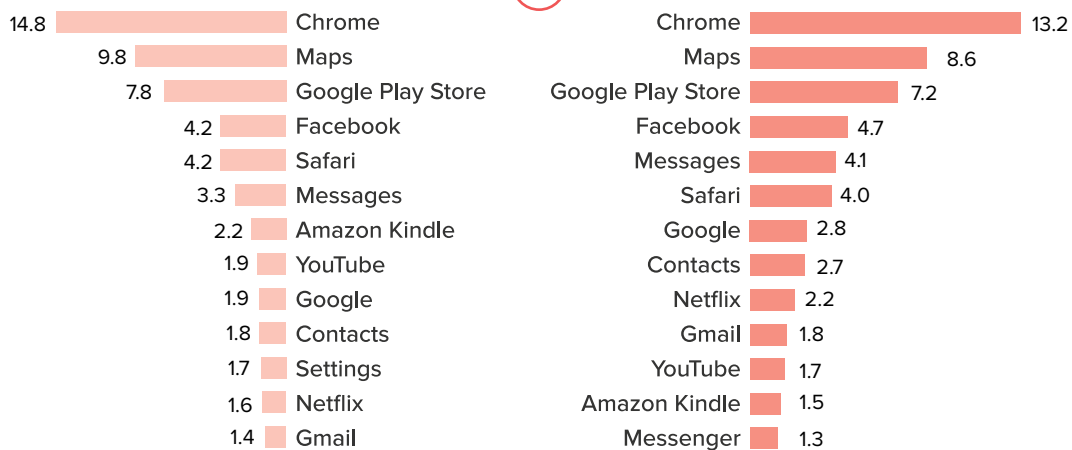 14.8 Chrome Chrome 13.2
9.8 Maps Maps 8.6
7.8 Google Play Store Google Play Store 7.2
4.2 Facebook Facebook 4.7
4.2 Safari Messages 4.1
3.3 Messages Safari 4.0
2.2 Amazon Kindle Google 2.8
1.9 YouTube Contacts 2.7
1.9 Google Netflix 2.2
1.8 Contacts Gmail 1.8
1.7 Settings YouTube 1.7
1.6 Netflix Amazon Kindle 1.5
1.4 Gmail Messenger 1.3